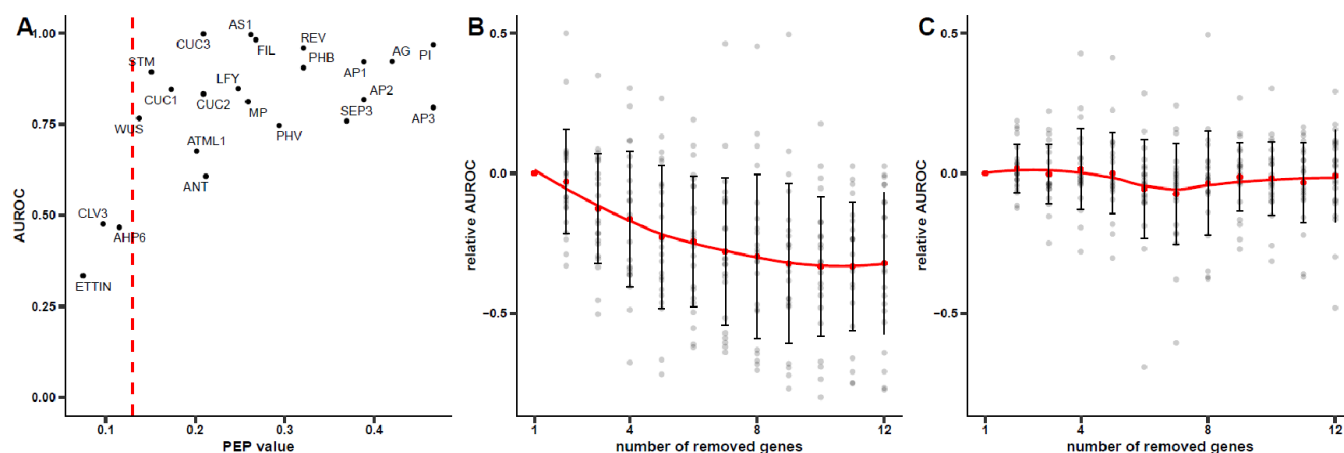 A
B
C
AUROC
1.00
0.75
0.50
0.25
0.00
AS1
REV
CUC3
FIL
AG
PI
PHB
STM
AP1
LFY
CUC1
CUC2
MP
AP2
SEP3
AP3
WUS
PHV
ATML1
ANT
CLV3
AHP6
ETTIN
0.1
0.2
0.3
0.4
PEP value
relative AUROC
0.5
0.0
−0.5
1
4
8
12
number of removed genes
relative AUROC
0.5
0.0
−0.5
1
4
8
12
number of removed genes